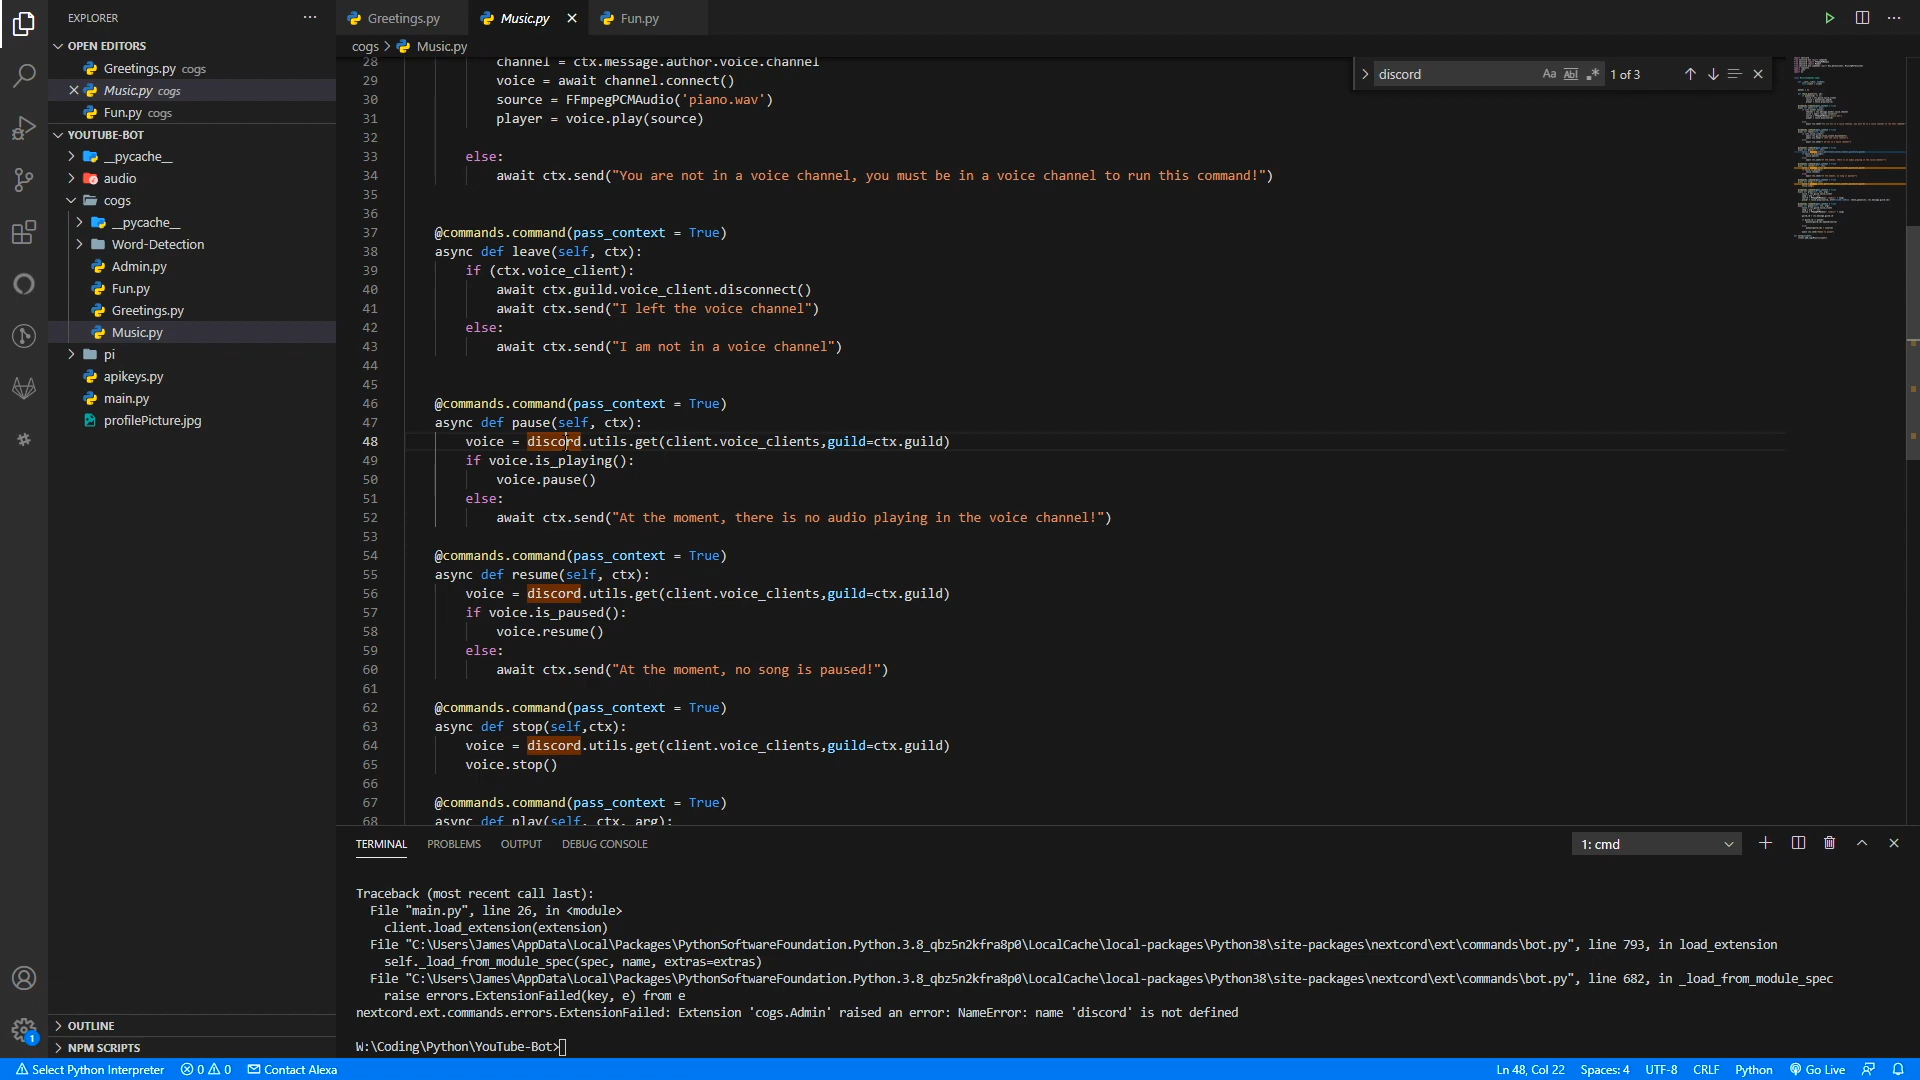 EXPLORER
OPEN EDITORS
Greetings.py cogs
Music.py cogs
Fun.py cogs
YOUTUBE-BOT
__pycache__
audio
cogs
__pycache__
Word-Detection
Admin.py
Fun.py
Greetings.py
Music.py
pi
apikeys.py
main.py
profilePicture.jpg
OUTLINE
NPM SCRIPTS
Greetings.py
Music.py
Fun.py
cogs > Music.py
discord
Aa Abl .* 1 of 3
28 channel = ctx.message.author.voice.channel
29 voice = await channel.connect()
30 source = FFmpegPCMAudio('piano.wav')
31 player = voice.play(source)
32
33 else:
34 await ctx.send("You are not in a voice channel, you must be in a voice channel to run this command!")
35
36
37 @commands.command(pass_context = True)
38 async def leave(self, ctx):
39 if (ctx.voice_client):
40 await ctx.guild.voice_client.disconnect()
41 await ctx.send("I left the voice channel")
42 else:
43 await ctx.send("I am not in a voice channel")
44
45
46 @commands.command(pass_context = True)
47 async def pause(self, ctx):
48 voice = discord.utils.get(client.voice_clients,guild=ctx.guild)
49 if voice.is_playing():
50 voice.pause()
51 else:
52 await ctx.send("At the moment, there is no audio playing in the voice channel!")
53
54 @commands.command(pass_context = True)
55 async def resume(self, ctx):
56 voice = discord.utils.get(client.voice_clients,guild=ctx.guild)
57 if voice.is_paused():
58 voice.resume()
59 else:
60 await ctx.send("At the moment, no song is paused!")
61
62 @commands.command(pass_context = True)
63 async def stop(self,ctx):
64 voice = discord.utils.get(client.voice_clients,guild=ctx.guild)
65 voice.stop()
66
67 @commands.command(pass_context = True)
68 async def play(self, ctx, arg):
TERMINAL PROBLEMS OUTPUT DEBUG CONSOLE
1: cmd
Traceback (most recent call last):
File "main.py", line 26, in <module>
client.load_extension(extension)
File "C:\Users\James\AppData\Local\Packages\PythonSoftwareFoundation.Python.3.8_qbz5n2kfra8p0\LocalCache\local-packages\Python38\site-packages\nextcord\ext\commands\bot.py", line 793, in load_extension
self._load_from_module_spec(spec, name, extras=extras)
File "C:\Users\James\AppData\Local\Packages\PythonSoftwareFoundation.Python.3.8_qbz5n2kfra8p0\LocalCache\local-packages\Python38\site-packages\nextcord\ext\commands\bot.py", line 682, in _load_from_module_spec
raise errors.ExtensionFailed(key, e) from e
nextcord.ext.commands.errors.ExtensionFailed: Extension 'cogs.Admin' raised an error: NameError: name 'discord' is not defined
W:\Coding\Python\YouTube-Bot>
1
Select Python Interpreter 0 0 Contact Alexa
Ln 48, Col 22 Spaces: 4 UTF-8 CRLF Python Go Live